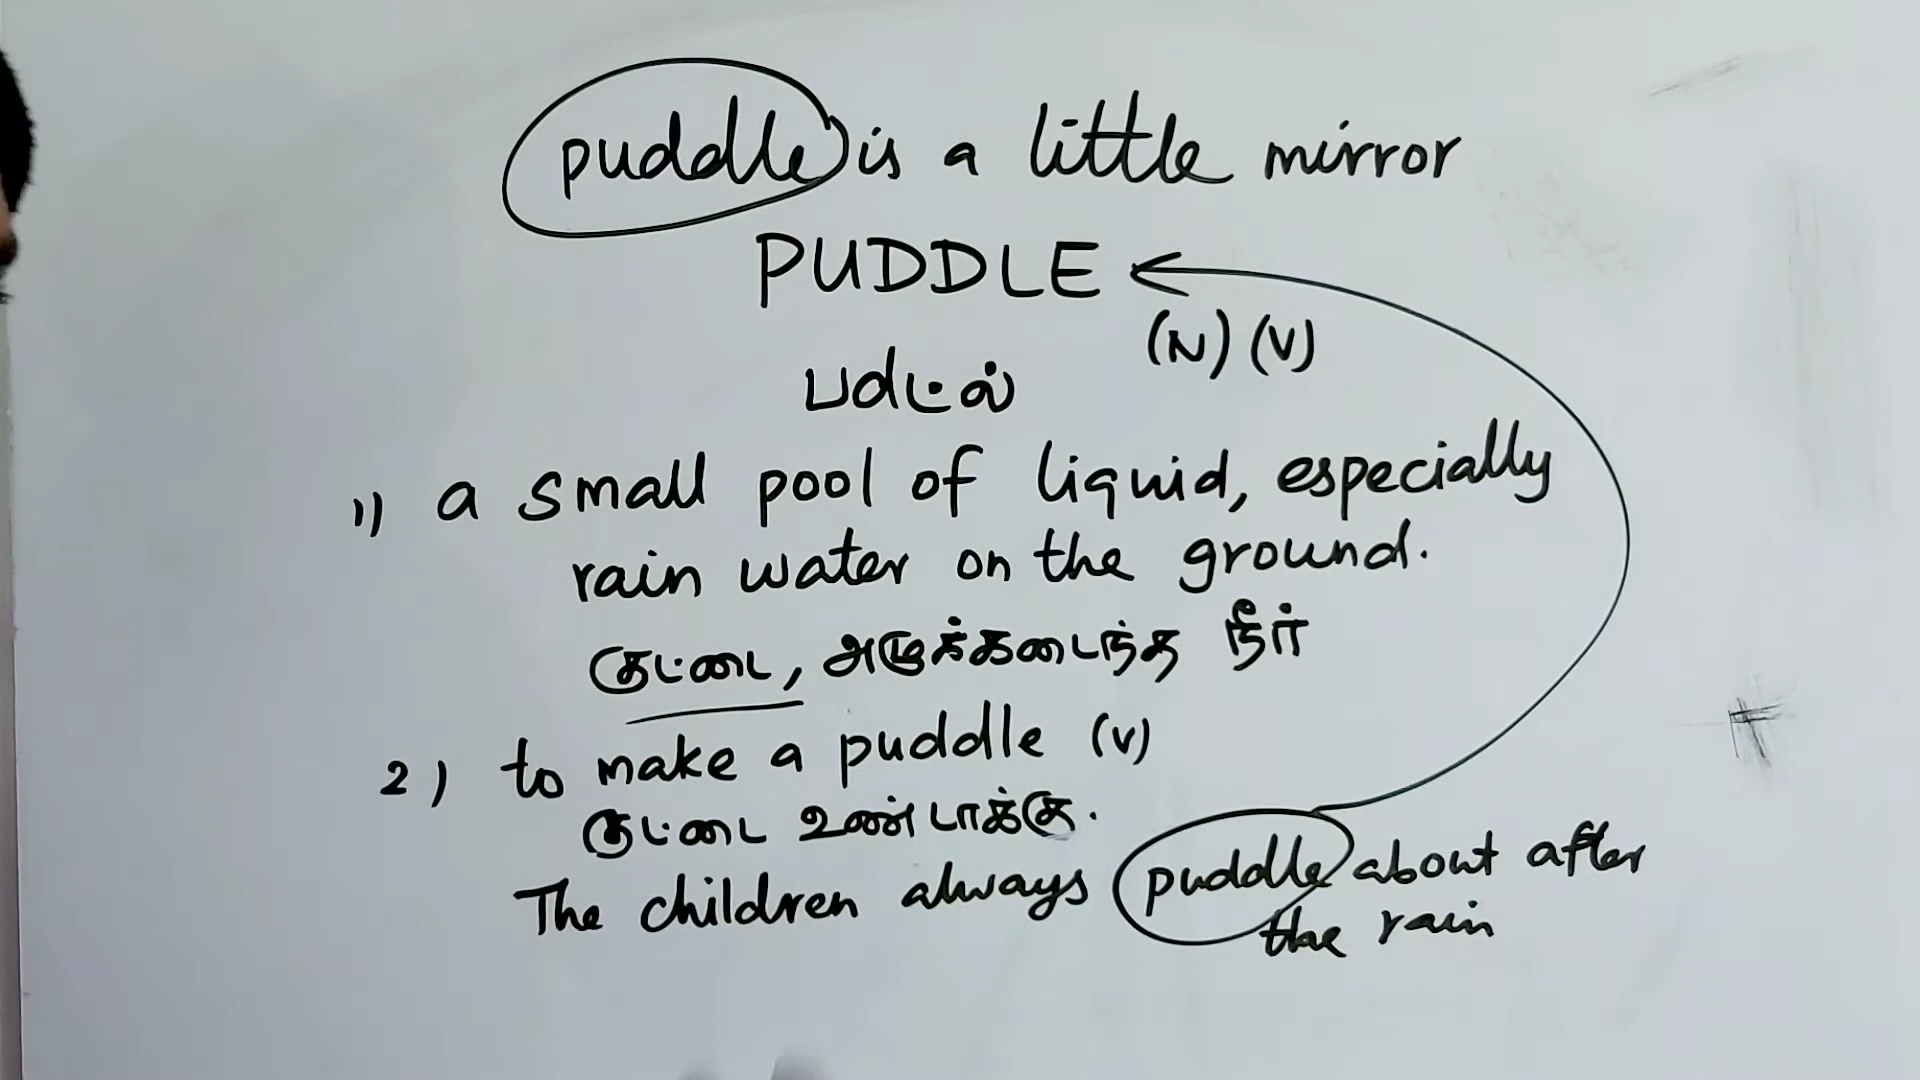 puddle is a little mirror
PUDDLE
(N) (V)
படல்
1) a small pool of liquid, especially
rain water on the ground.
குட்டை, அழுக்கடைந்த நீர்
2) to make a puddle (v)
குட்டை உண்டாக்கு.
The children always puddle about after
the rain